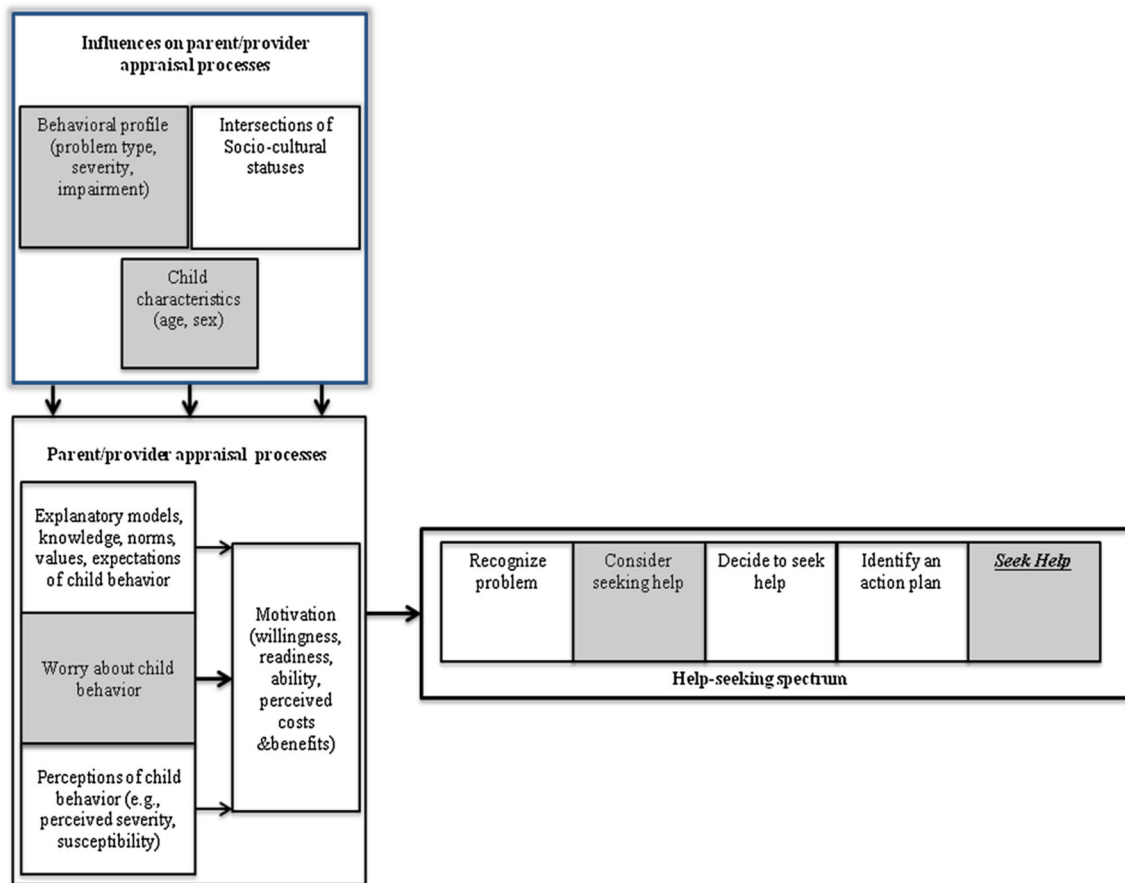 Influences on parent/provider
appraisal processes
Behavioral profile
(problem type,
severity,
impairment)
Intersections of
Socio-cultural
statuses
Child
characteristics
(age, sex)
Parent/provider appraisal processes
Explanatory models,
knowledge, norms,
values, expectations
of child behavior
Worry about child
behavior
Perceptions of child
behavior (e.g.,
perceived severity,
susceptibility)
Motivation
(willingness,
readiness,
ability,
perceived
costs
&benefits)
Recognize
problem
Consider
seeking help
Decide to seek
help
Identify an
action plan
Seek Help
Help-seeking spectrum